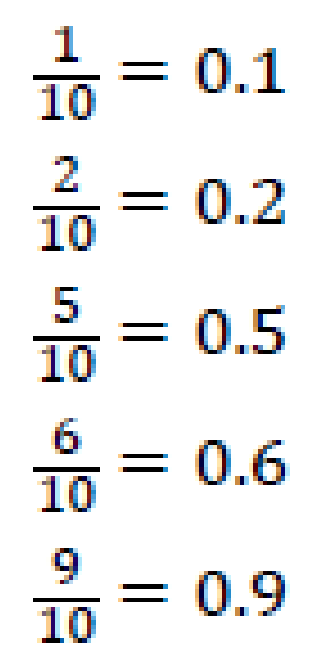 1/10 = 0.1
2/10 = 0.2
5/10 = 0.5
6/10 = 0.6
9/10 = 0.9